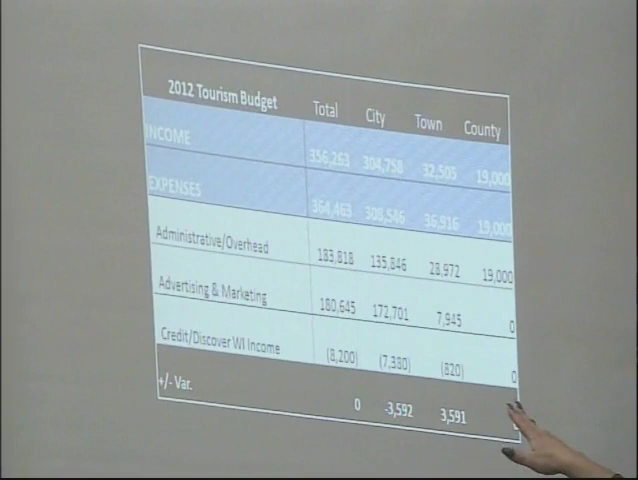 2012 Tourism Budget Total City Town County
INCOME 356,263 304,758 32,505 19,000
EXPENSES 364,463 308,546 36,916 19,000
Administrative/Overhead 183,818 135,846 28,972 19,000
Advertising & Marketing 180,645 172,701 7,945 0
Credit/Discover WI Income (8,200) (7,380) (820) 0
+/- Var. 0 -3,592 3,591